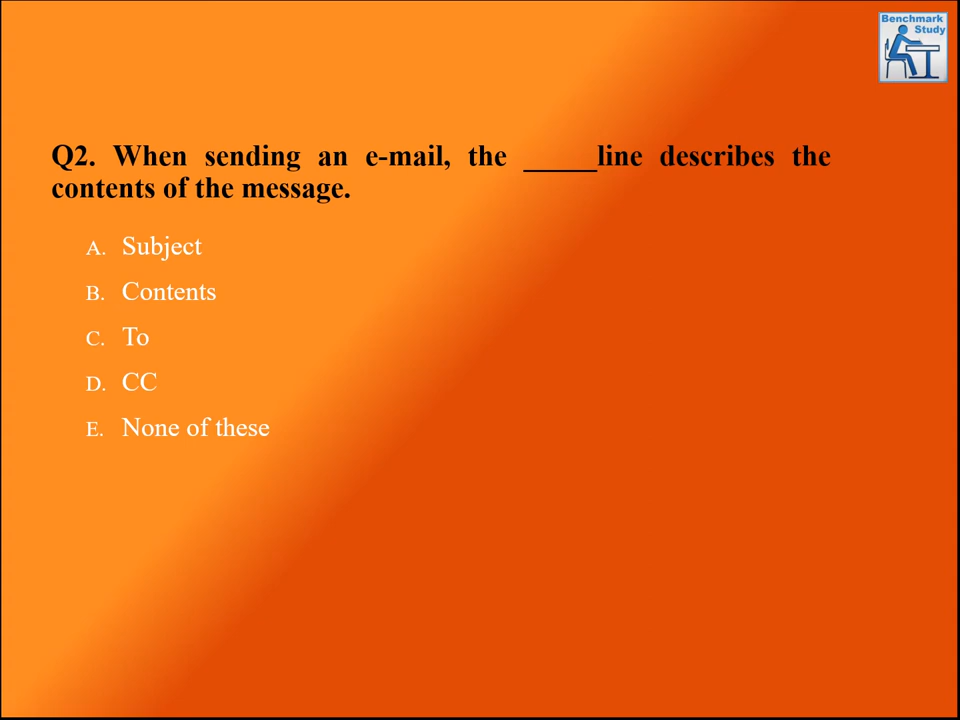 Benchmark
Study
Q2. When sending an e-mail, the _____line describes the
contents of the message.
A. Subject
B. Contents
C. To
D. CC
E. None of these